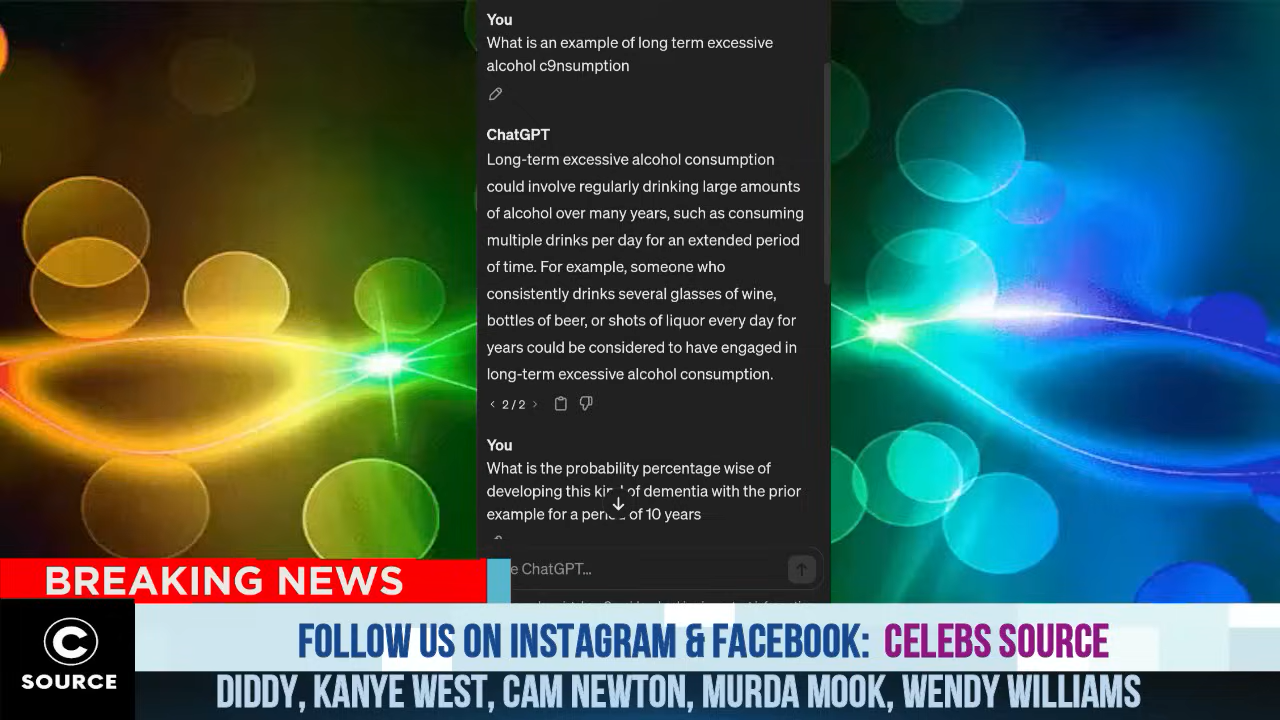 You
What is an example of long term excessive
alcohol c9nsumption
ChatGPT
Long-term excessive alcohol consumption
could involve regularly drinking large amounts
of alcohol over many years, such as consuming
multiple drinks per day for an extended period
of time. For example, someone who
consistently drinks several glasses of wine,
bottles of beer, or shots of liquor every day for
years could be considered to have engaged in
long-term excessive alcohol consumption.
2/2
You
What is the probability percentage wise of
developing this kind of dementia with the prior
example for a period of 10 years
ChatGPT...
BREAKING NEWS
C
SOURCE
FOLLOW US ON INSTAGRAM & FACEBOOK: CELEBS SOURCE
DIDDY, KANYE WEST, CAM NEWTON, MURDA MOOK, WENDY WILLIAMS